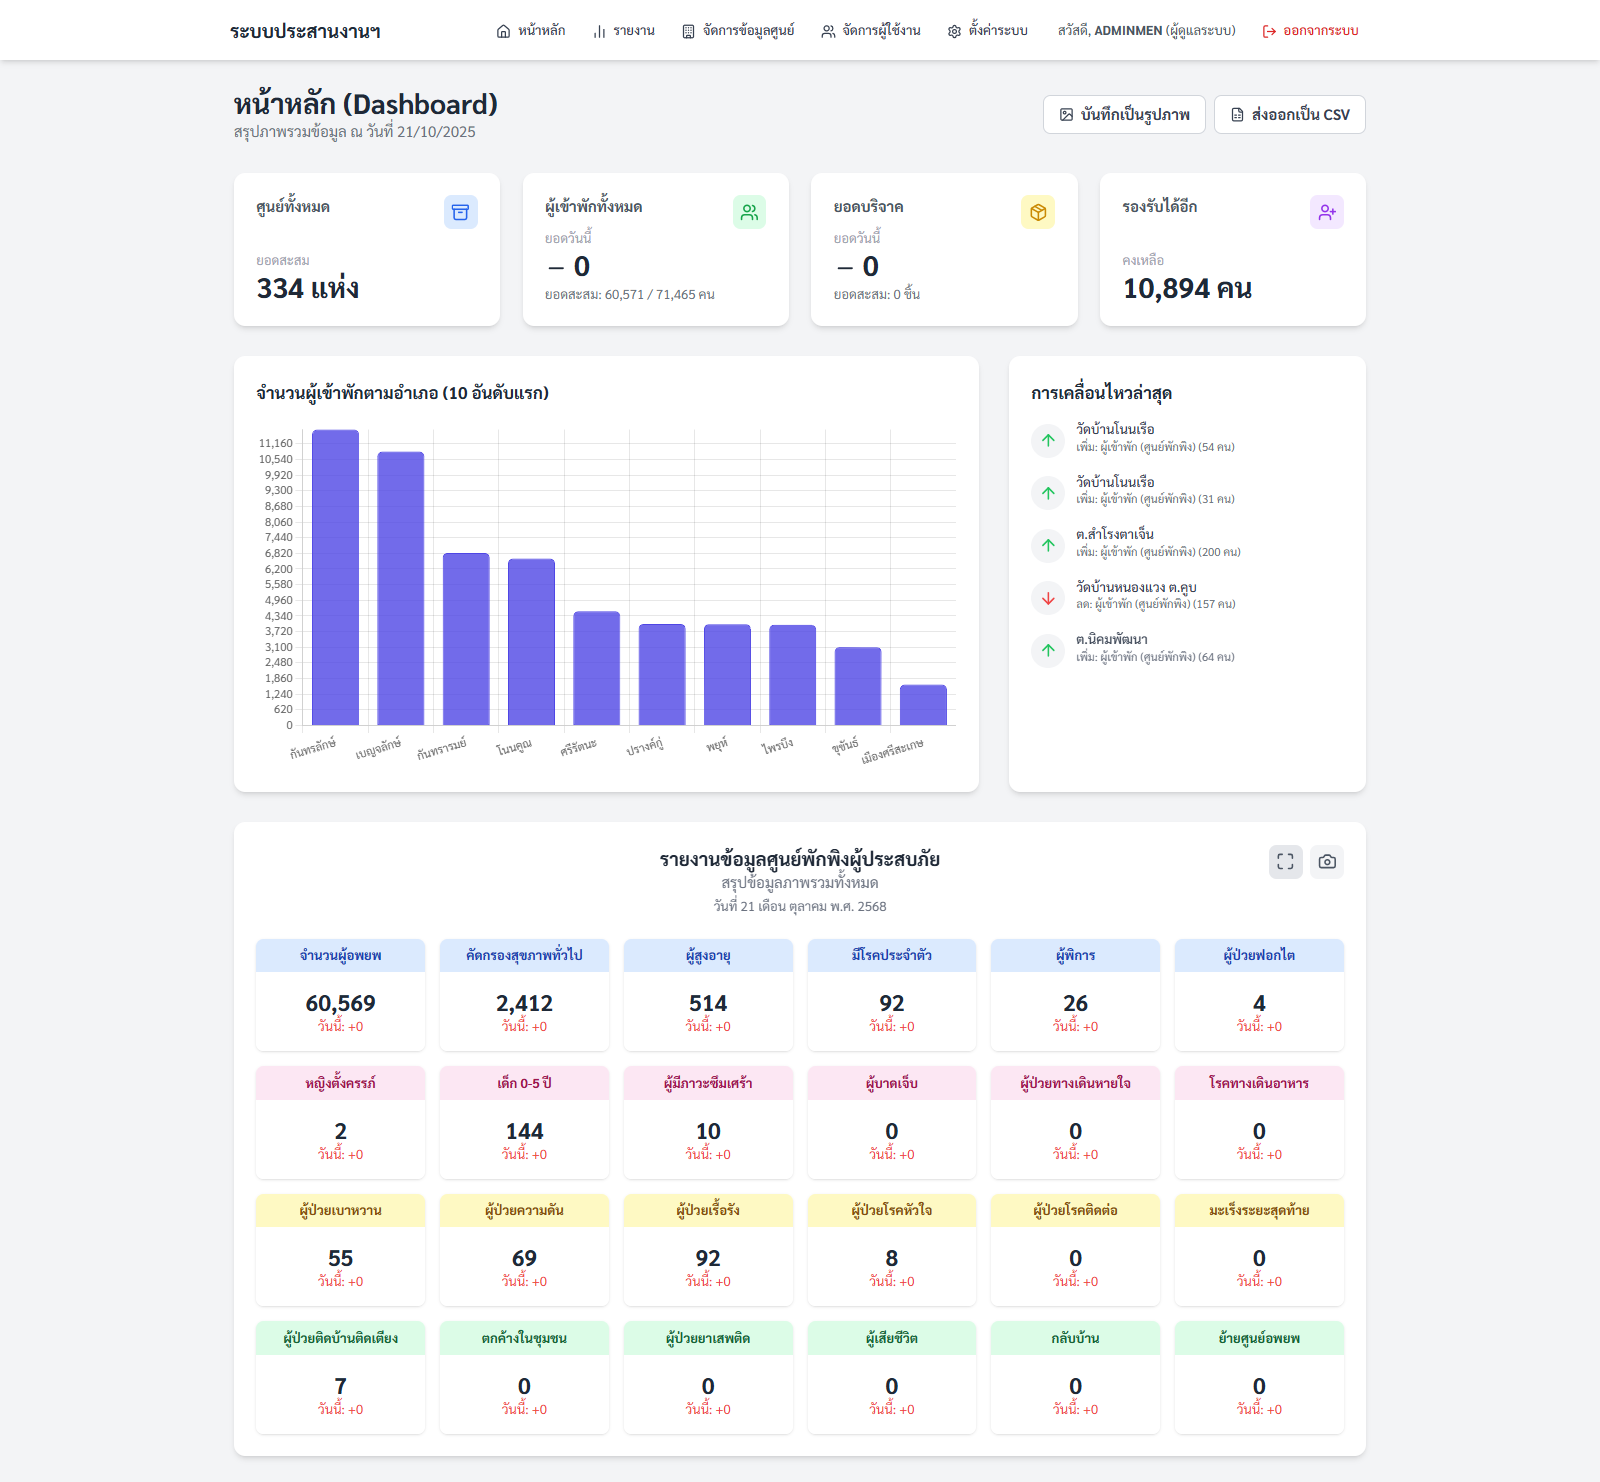 ระบบประสานงานฯ
หน้าหลัก
รายงาน
จัดการข้อมูลศูนย์
จัดการผู้ใช้งาน
ตั้งค่าระบบ
สวัสดี, ADMINMEN (ผู้ดูแลระบบ)
ออกจากระบบ
หน้าหลัก (Dashboard)
สรุปภาพรวมข้อมูล ณ วันที่ 21/10/2025
บันทึกเป็นรูปภาพ
ส่งออกเป็น CSV
ศูนย์ทั้งหมด
ยอดสะสม
334 แห่ง
ผู้เข้าพักทั้งหมด
ยอดวันนี้
– 0
ยอดสะสม: 60,571 / 71,465 คน
ยอดบริจาค
ยอดวันนี้
– 0
ยอดสะสม: 0 ชิ้น
รองรับได้อีก
คงเหลือ
10,894 คน
จำนวนผู้เข้าพักตามอำเภอ (10 อันดับแรก)
11,160
10,540
9,920
9,300
8,680
8,060
7,440
6,820
6,200
5,580
4,960
4,340
3,720
3,100
2,480
1,860
1,240
620
0
กันทรลักษ์
เบญจลักษ์
กันทรารมย์
โนนคูณ
ศรีรัตนะ
ปรางค์กู่
พยุห์
ไพรบึง
ขุขันธ์
เมืองศรีสะเกษ
การเคลื่อนไหวล่าสุด
วัดบ้านโนนเรือ
เพิ่ม: ผู้เข้าพัก (ศูนย์พักพิง) (54 คน)
วัดบ้านโนนเรือ
เพิ่ม: ผู้เข้าพัก (ศูนย์พักพิง) (31 คน)
ต.สำโรงตาเจ็น
เพิ่ม: ผู้เข้าพัก (ศูนย์พักพิง) (200 คน)
วัดบ้านหนองแวง ต.คูบ
ลด: ผู้เข้าพัก (ศูนย์พักพิง) (157 คน)
ต.นิคมพัฒนา
เพิ่ม: ผู้เข้าพัก (ศูนย์พักพิง) (64 คน)
รายงานข้อมูลศูนย์พักพิงผู้ประสบภัย
สรุปข้อมูลภาพรวมทั้งหมด
วันที่ 21 เดือน ตุลาคม พ.ศ. 2568
จำนวนผู้อพยพ
60,569
วันนี้: +0
คัดกรองสุขภาพทั่วไป
2,412
วันนี้: +0
ผู้สูงอายุ
514
วันนี้: +0
มีโรคประจำตัว
92
วันนี้: +0
ผู้พิการ
26
วันนี้: +0
ผู้ป่วยฟอกไต
4
วันนี้: +0
หญิงตั้งครรภ์
2
วันนี้: +0
เด็ก 0-5 ปี
144
วันนี้: +0
ผู้มีภาวะซึมเศร้า
10
วันนี้: +0
ผู้บาดเจ็บ
0
วันนี้: +0
ผู้ป่วยทางเดินหายใจ
0
วันนี้: +0
โรคทางเดินอาหาร
0
วันนี้: +0
ผู้ป่วยเบาหวาน
55
วันนี้: +0
ผู้ป่วยความดัน
69
วันนี้: +0
ผู้ป่วยเรื้อรัง
92
วันนี้: +0
ผู้ป่วยโรคหัวใจ
8
วันนี้: +0
ผู้ป่วยโรคติดต่อ
0
วันนี้: +0
มะเร็งระยะสุดท้าย
0
วันนี้: +0
ผู้ป่วยติดบ้านติดเตียง
7
วันนี้: +0
ตกค้างในชุมชน
0
วันนี้: +0
ผู้ป่วยยาเสพติด
0
วันนี้: +0
ผู้เสียชีวิต
0
วันนี้: +0
กลับบ้าน
0
วันนี้: +0
ย้ายศูนย์อพยพ
0
วันนี้: +0